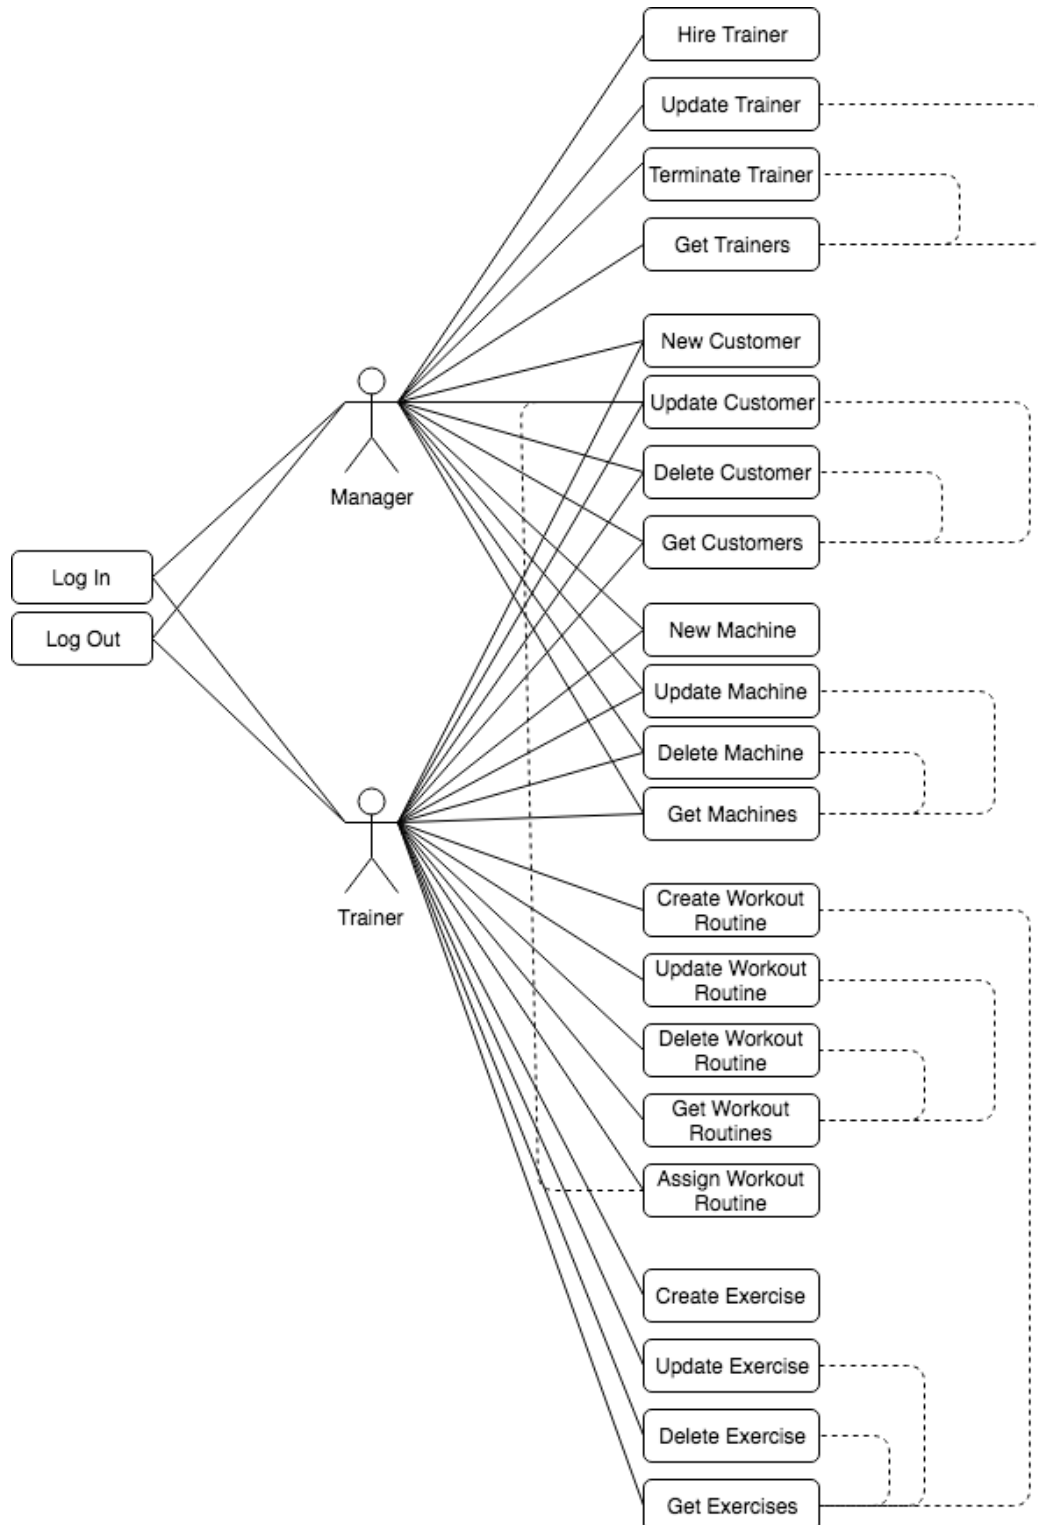 Hire Trainer
Update Trainer
Terminate Trainer
Get Trainers
New Customer
Update Customer
Delete Customer
Get Customers
Manager
Log In
Log Out
New Machine
Update Machine
Delete Machine
Get Machines
Trainer
Create Workout
Routine
Update Workout
Routine
Delete Workout
Routine
Get Workout
Routines
Assign Workout
Routine
Create Exercise
Update Exercise
Delete Exercise
Get Exercises